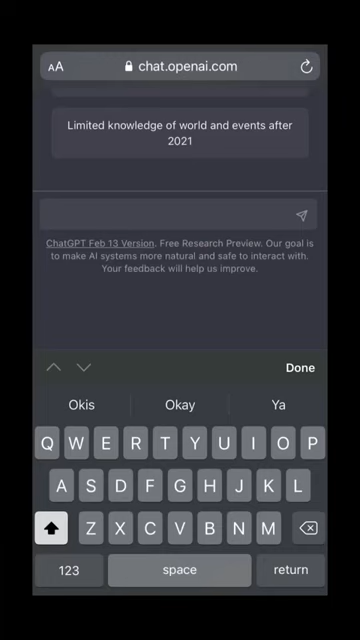 AA chat.openai.com
Limited knowledge of world and events after
2021
ChatGPT Feb 13 Version. Free Research Preview. Our goal is
to make AI systems more natural and safe to interact with.
Your feedback will help us improve.
Done
Okis Okay Ya
Q W E R T Y U I O P
A S D F G H J K L
Z X C V B N M
123 space return